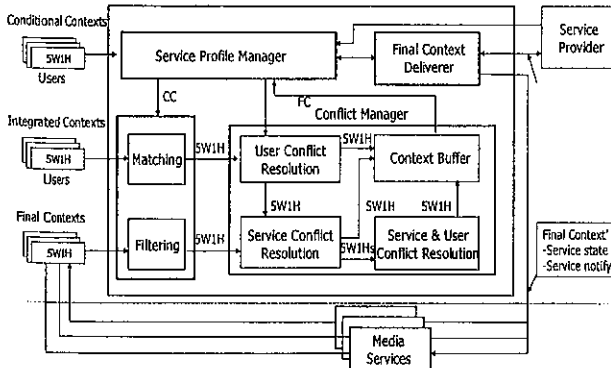 Conditional Contexts
5W1H
Users
Service Profile Manager
Final Context
Deliverer
Service
Provider
CC
FC
Conflict Manager
Integrated Contexts
5W1H
Users
Matching
5W1H
User Conflict
Resolution
5W1H
Context Buffer
5W1H
5W1H
5W1H
Final Contexts
5W1H
Filtering
5W1H
Service Conflict
Resolution
5W1Hs
Service & User
Conflict Resolution
Final Context'
-Service state
-Service notify
Media
Services